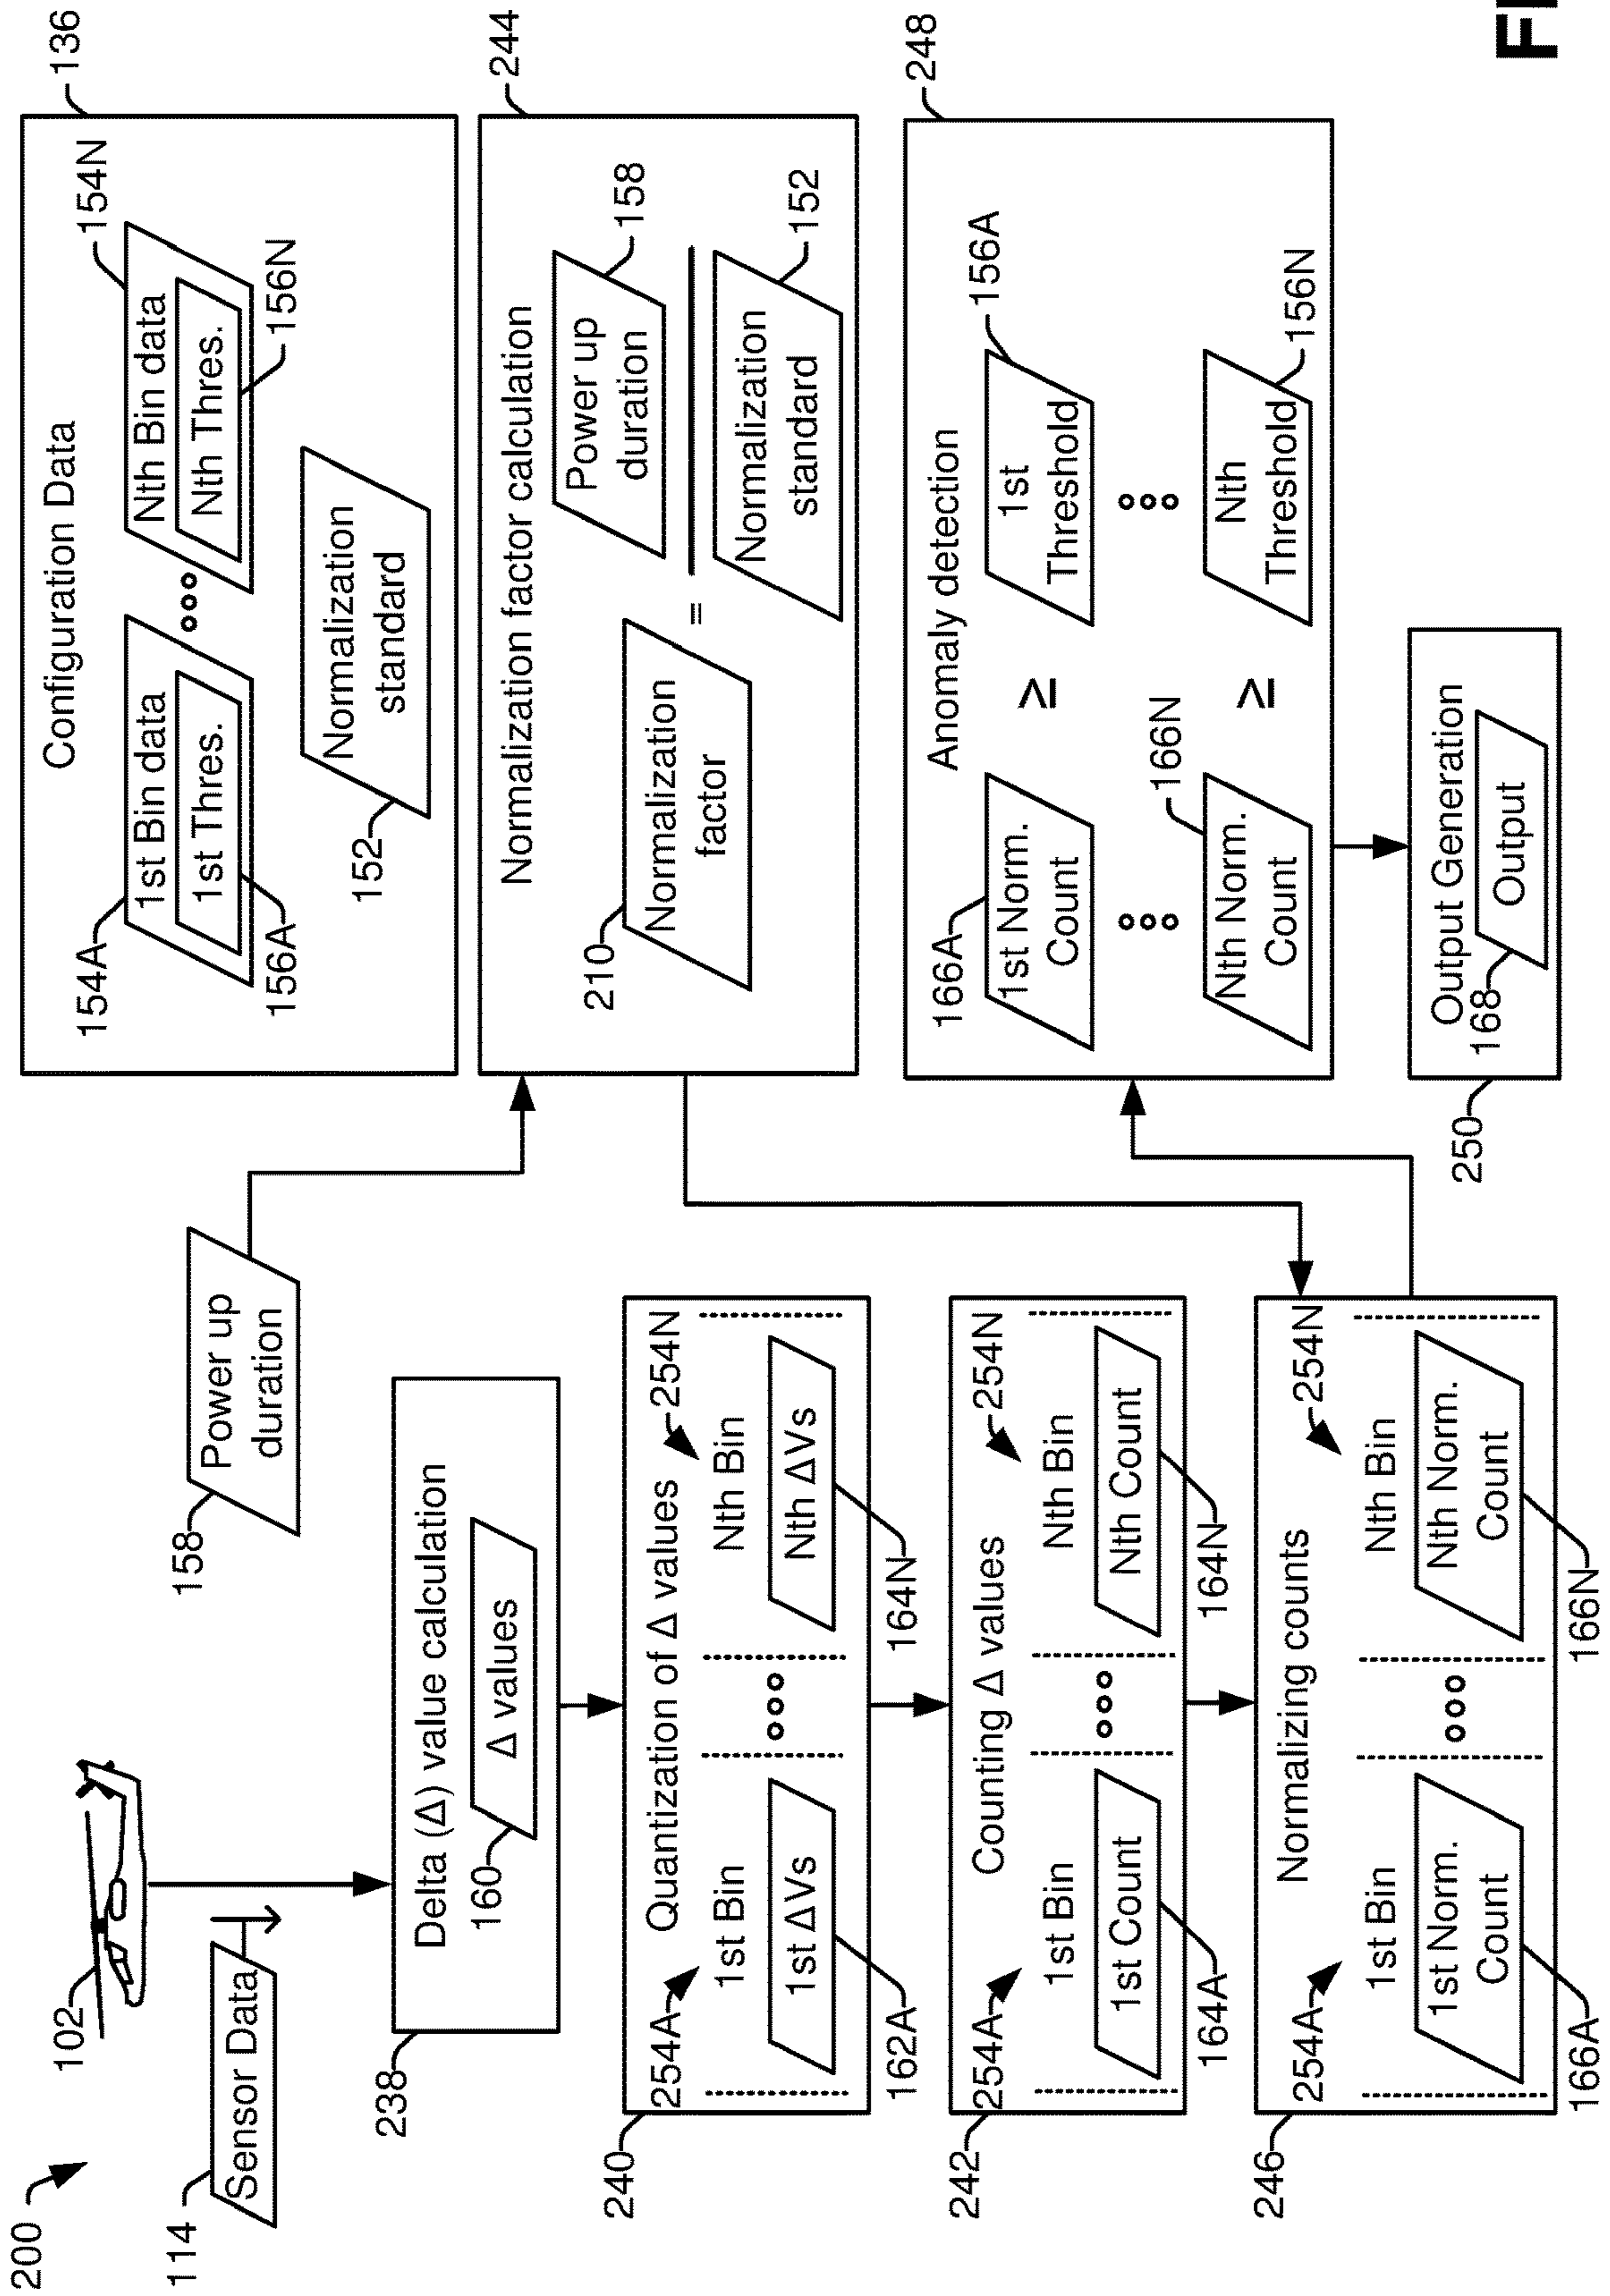 200
102
114
Sensor Data
158
Power up
duration
238
Delta (Δ) value calculation
160
Δ values
240
Quantization of Δ values
254A
1st Bin
1st ΔVs
162A
254N
Nth Bin
Nth ΔVs
164N
242
Counting Δ values
254A
1st Bin
1st Count
164A
254N
Nth Bin
Nth Count
164N
246
Normalizing counts
254A
1st Bin
1st Norm.
Count
166A
254N
Nth Bin
Nth Norm.
Count
166N
136
Configuration Data
154A
1st Bin data
1st Thres.
156A
154N
Nth Bin data
Nth Thres.
156N
152
Normalization
standard
244
Normalization factor calculation
210
Normalization
factor
=
Power up
duration
158
Normalization
standard
152
248
Anomaly detection
166A
1st Norm.
Count
≥
1st
Threshold
156A
166N
Nth Norm.
Count
≥
Nth
Threshold
156N
250
Output Generation
168
Output